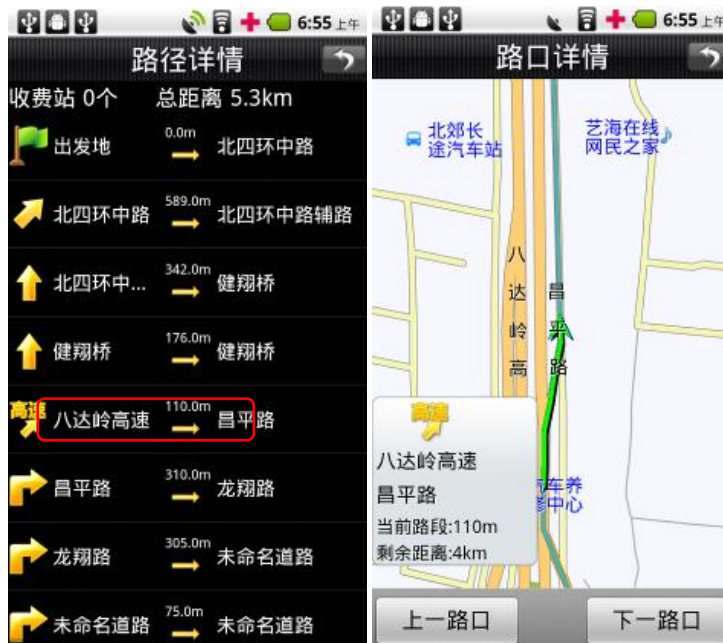 6:55 上午
路径详情
收费站 0个 总距离 5.3km
出发地 0.0m 北四环中路
北四环中路 589.0m 北四环中路辅路
北四环中... 342.0m 健翔桥
健翔桥 176.0m 健翔桥
高速 八达岭高速 110.0m 昌平路
昌平路 310.0m 龙翔路
龙翔路 305.0m 未命名道路
未命名道路 75.0m 未命名道路
6:55 上午
路口详情
北郊长
途汽车站
艺海在线
网民之家
八达岭高
昌平路
高速
八达岭高速
昌平路
当前路段:110m
剩余距离:4km
车养
中心
上一路口
下一路口